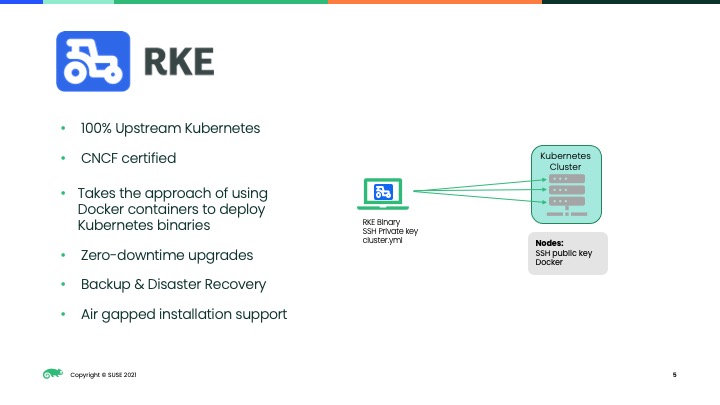 RKE
100% Upstream Kubernetes
CNCF certified
Takes the approach of using
Docker containers to deploy
Kubernetes binaries
Zero-downtime upgrades
Backup & Disaster Recovery
Air gapped installation support
RKE Binary
SSH Private key
cluster.yml
Kubernetes
Cluster
Nodes:
SSH public key
Docker
Copyright © SUSE 2021
5